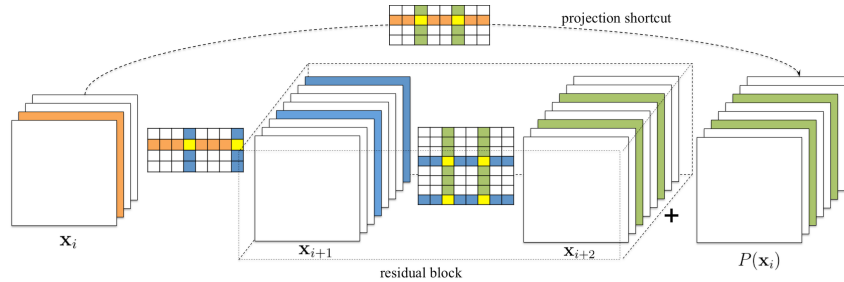 projection shortcut
+
x_i
x_{i+1}
x_{i+2}
P(x_i)
residual block